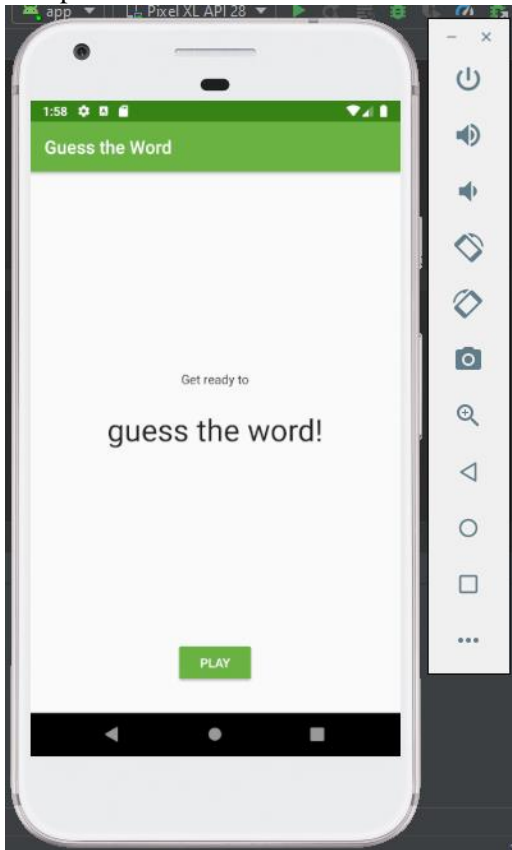 app
Pixel XL API 28
1:58
Guess the Word
Get ready to
guess the word!
PLAY